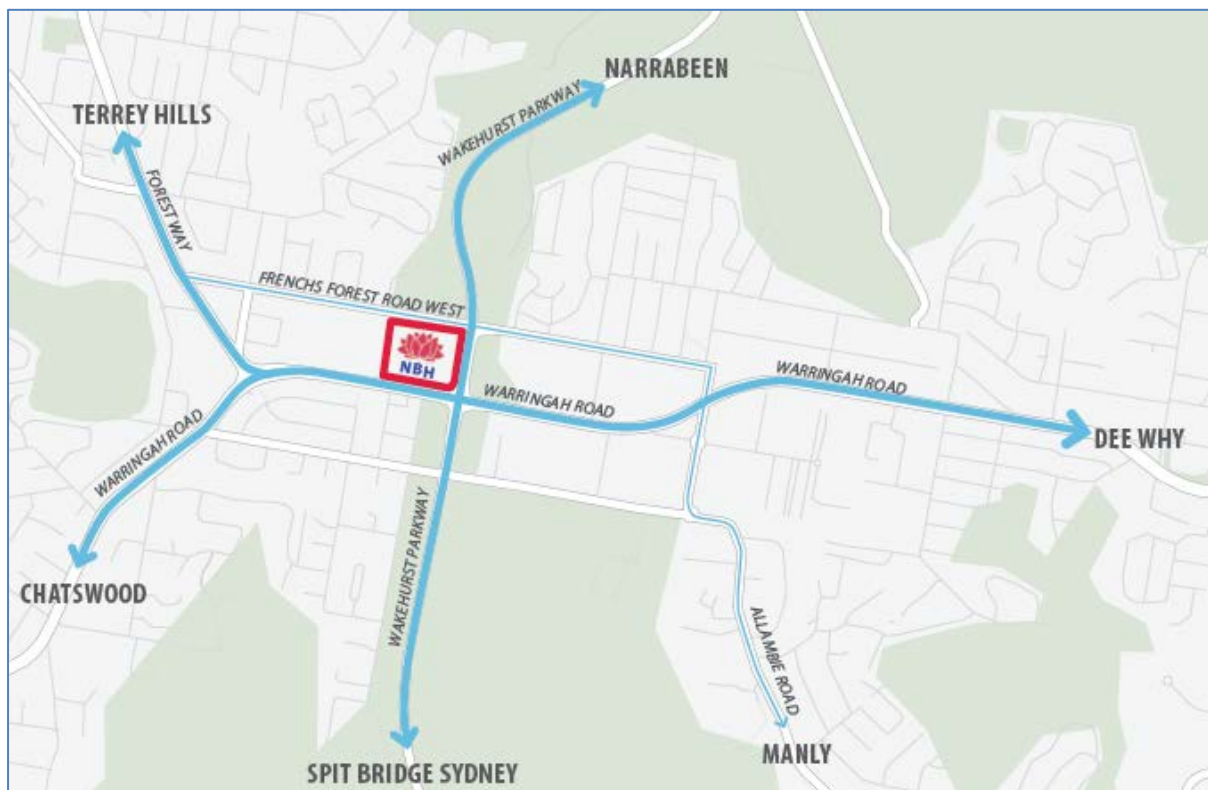 NARRABEEN
TERREY HILLS
WAKEHURST PARKWAY
FOREST WAY
FRENCHS FOREST ROAD WEST
NBH
WARRINGAH ROAD
WARRINGAH ROAD
WARRINGAH ROAD
DEE WHY
CHATSWOOD
WAKEHURST PARKWAY
ALLAMBIE ROAD
MANLY
SPIT BRIDGE SYDNEY